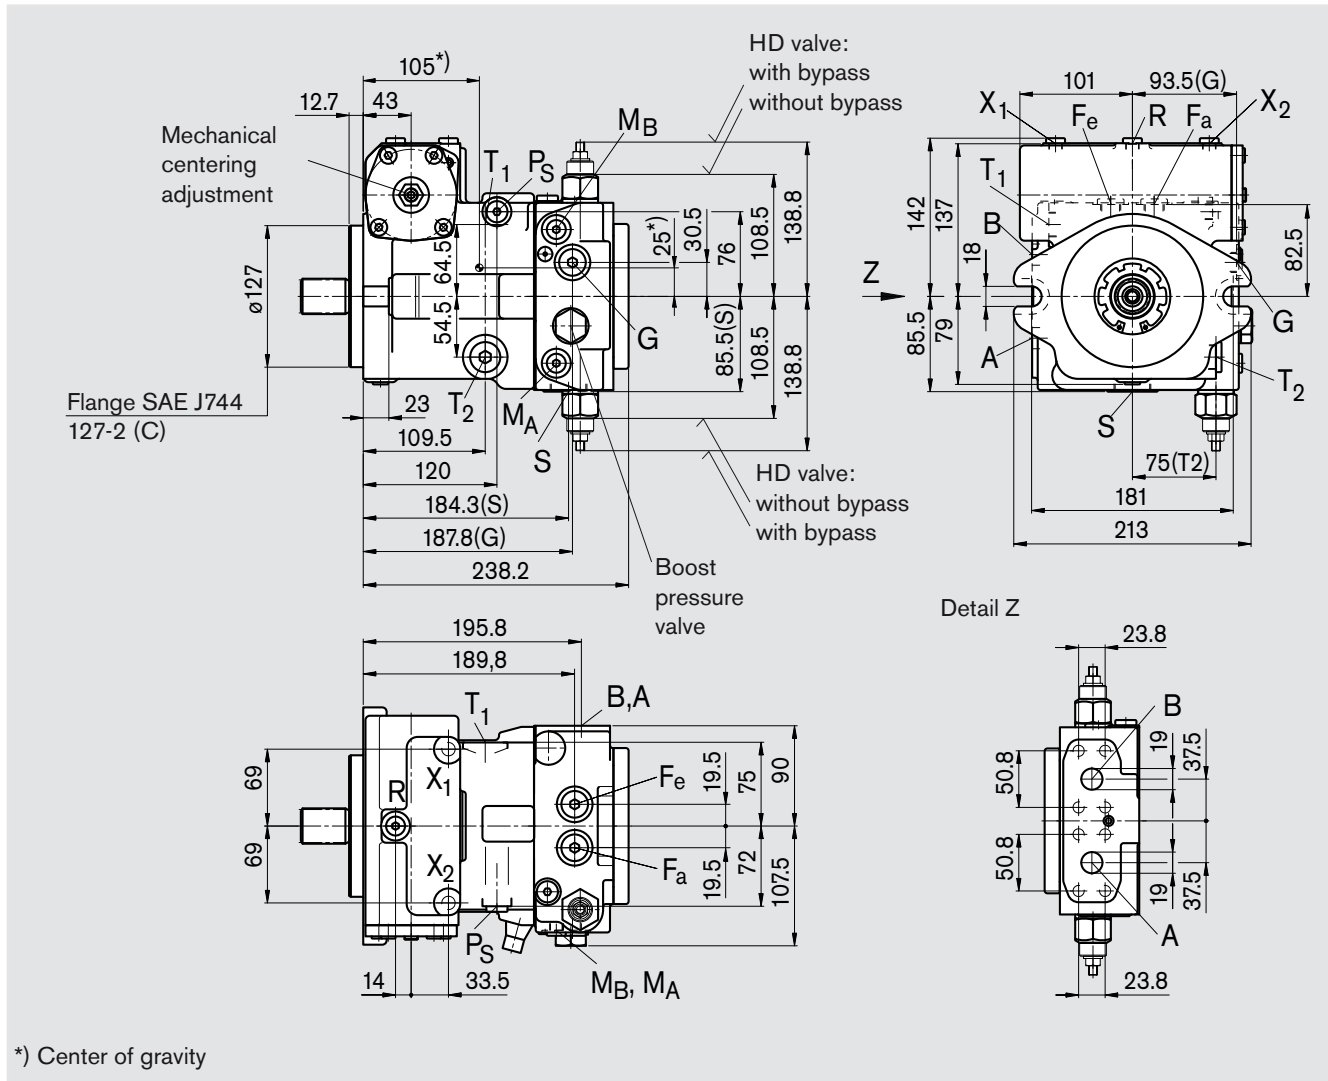 HD valve:
with bypass
without bypass
105*)
12.7
43
Mechanical
centering
adjustment
MB
T1
PS
64.5
54.5
25*)
30.5
76
108.5
138.8
85.5(S)
108.5
138.8
ø127
G
Flange SAE J744
127-2 (C)
23
T2
MA
S
109.5
120
184.3(S)
187.8(G)
238.2
HD valve:
without bypass
with bypass
Boost
pressure
valve
101
93.5(G)
X1
Fe
R
Fa
X2
T1
B
142
137
18
82.5
Z
85.5
79
A
G
T2
S
75(T2)
181
213
195.8
189,8
T1
B,A
69
69
R
X1
X2
Fe
Fa
19.5
75
90
19.5
72
107.5
PS
MB, MA
14
33.5
Detail Z
23.8
B
50.8
50.8
19
37.5
19
37.5
A
23.8
*) Center of gravity